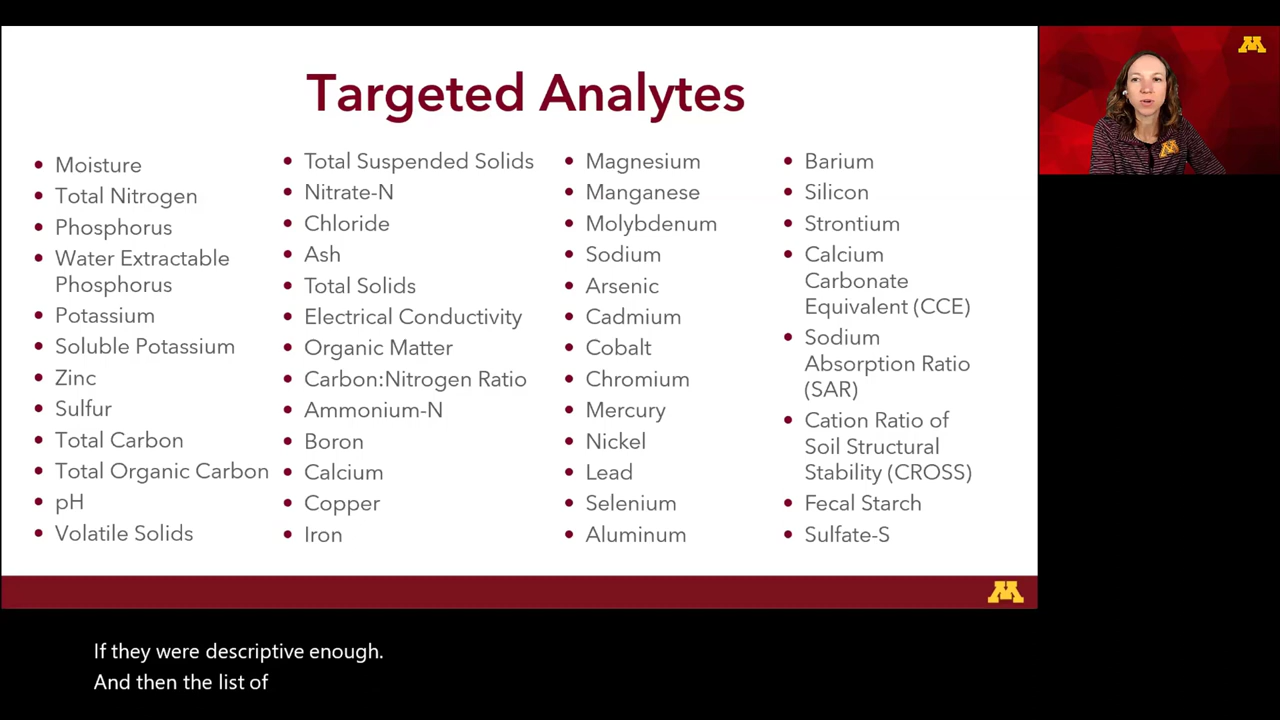 Targeted Analytes
• Moisture
• Total Nitrogen
• Phosphorus
• Water Extractable
Phosphorus
• Potassium
• Soluble Potassium
• Zinc
• Sulfur
• Total Carbon
• Total Organic Carbon
• pH
• Volatile Solids
• Total Suspended Solids
• Nitrate-N
• Chloride
• Ash
• Total Solids
• Electrical Conductivity
• Organic Matter
• Carbon:Nitrogen Ratio
• Ammonium-N
• Boron
• Calcium
• Copper
• Iron
• Magnesium
• Manganese
• Molybdenum
• Sodium
• Arsenic
• Cadmium
• Cobalt
• Chromium
• Mercury
• Nickel
• Lead
• Selenium
• Aluminum
• Barium
• Silicon
• Strontium
• Calcium
Carbonate
Equivalent (CCE)
• Sodium
Absorption Ratio
(SAR)
• Cation Ratio of
Soil Structural
Stability (CROSS)
• Fecal Starch
• Sulfate-S
M
M
M
If they were descriptive enough.
And then the list of